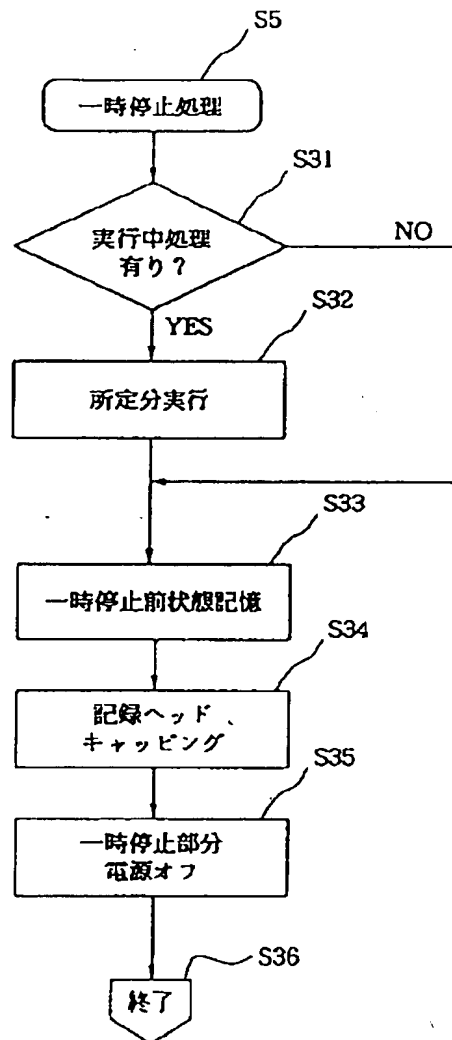 S5
一時停止処理
S31
実行中処理
有り?
NO
YES
S32
所定分実行
S33
一時停止前状態記憶
S34
記録ヘッド、
キャッピング
S35
一時停止部分
電源オフ
S36
終了